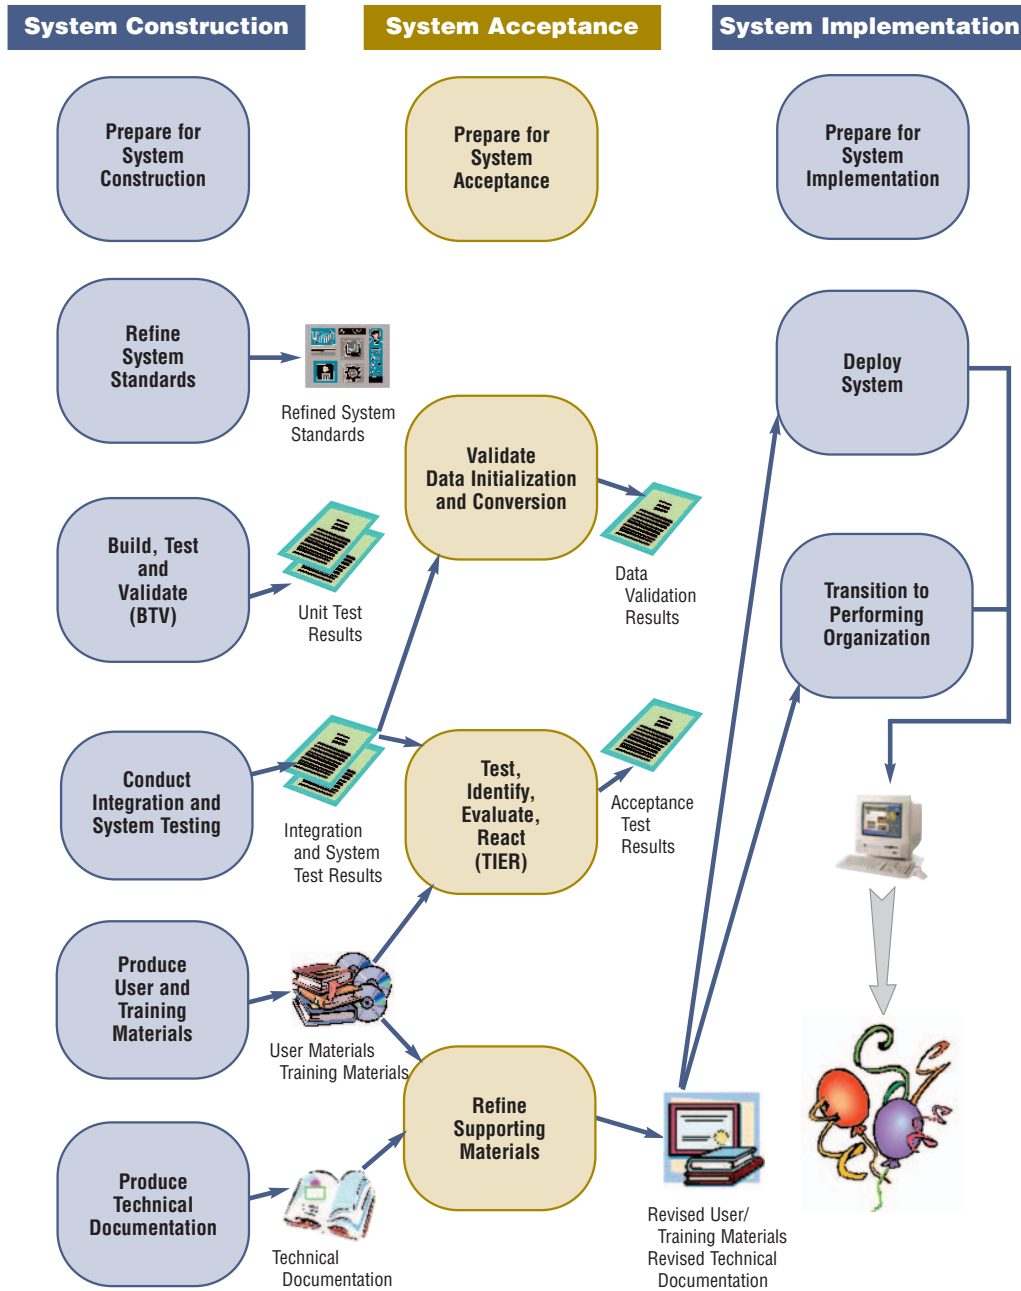 System Construction
System Acceptance
System Implementation
Prepare for
System
Construction
Prepare for
System
Acceptance
Prepare for
System
Implementation
Refine
System
Standards
Refined System
Standards
Validate
Data Initialization
and Conversion
Deploy
System
Build, Test
and
Validate
(BTV)
Unit Test
Results
Data
Validation
Results
Transition to
Performing
Organization
Conduct
Integration and
System Testing
Integration
and System
Test Results
Test,
Identify,
Evaluate,
React
(TIER)
Acceptance
Test
Results
Produce
User and
Training
Materials
User Materials
Training Materials
Refine
Supporting
Materials
Produce
Technical
Documentation
Technical
Documentation
Revised User/
Training Materials
Revised Technical
Documentation